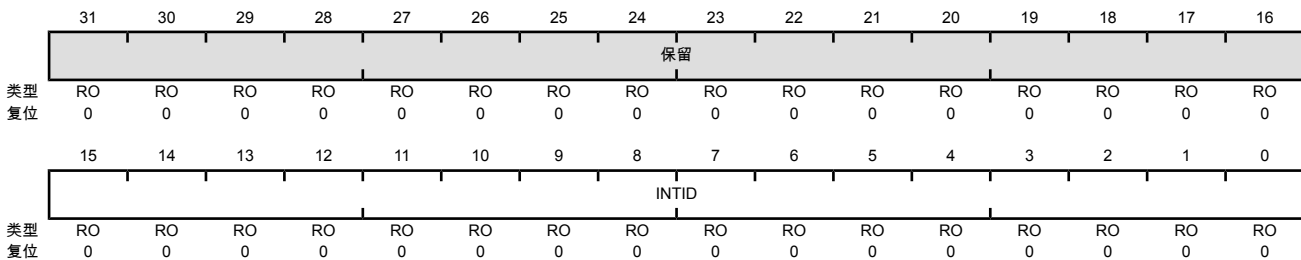 31 30 29 28 27 26 25 24 23 22 21 20 19 18 17 16
保留
类型 RO RO RO RO RO RO RO RO RO RO RO RO RO RO RO RO
复位 0 0 0 0 0 0 0 0 0 0 0 0 0 0 0 0
15 14 13 12 11 10 9 8 7 6 5 4 3 2 1 0
INTID
类型 RO RO RO RO RO RO RO RO RO RO RO RO RO RO RO RO
复位 0 0 0 0 0 0 0 0 0 0 0 0 0 0 0 0